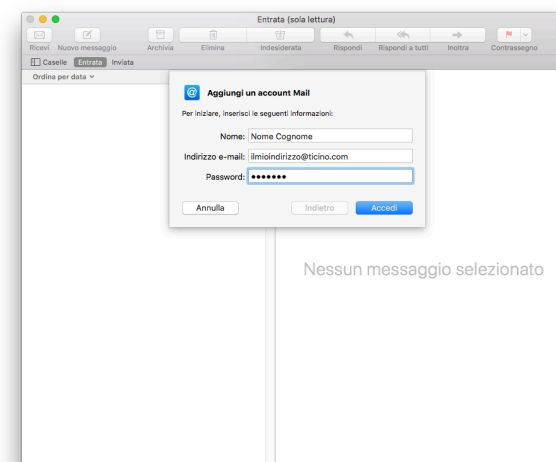 Entrata (sola lettura)
Ricevi Nuovo messaggio Archivia Elimina Indesiderata Rispondi Rispondi a tutti Inoltra Contrassegno
Caselle Entrata Inviata
Ordina per data
Aggiungi un account Mail
Per iniziare, inserisci le seguenti informazioni:
Nome: Nome Cognome
Indirizzo e-mail: ilmioindirizzo@ticino.com
Password: •••••••
Annulla Indietro Accedi
Nessun messaggio selezionato